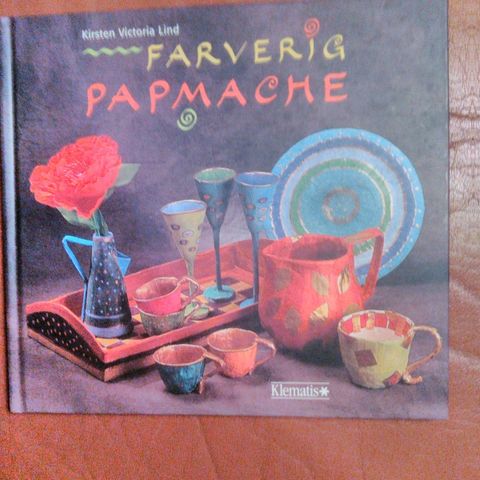 Kirsten Victoria Lind
FARVERIG
PAPMACHE
Klematis